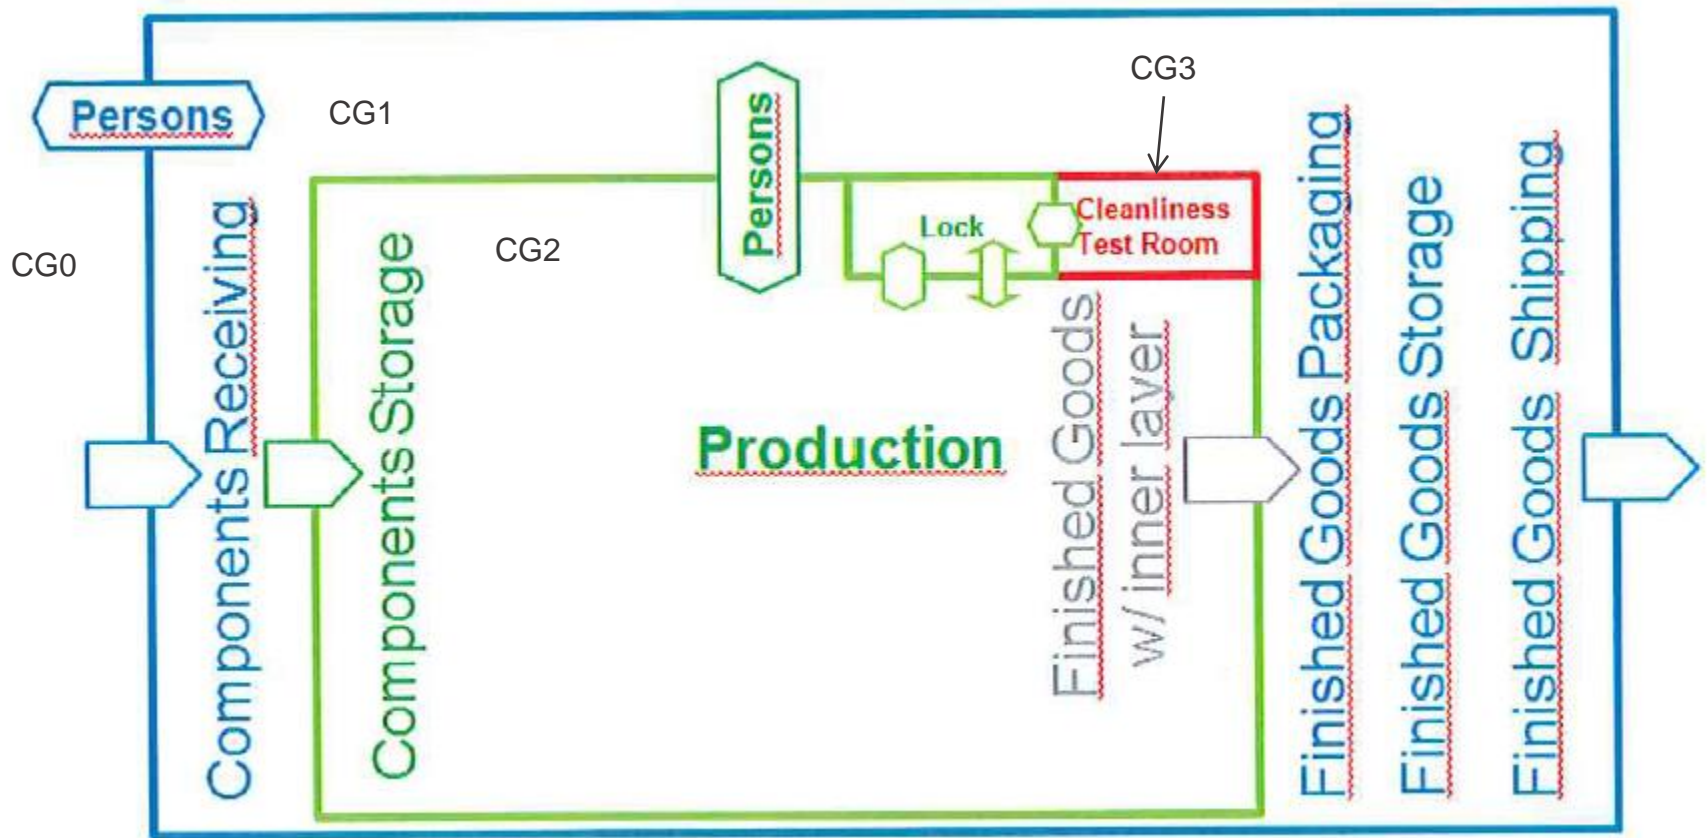 CG3
Persons
CG1
Persons
Cleanliness
Test Room
Lock
CG2
CG0
Components Receiving
Components Storage
Production
Finished Goods
w/ inner layer
Finished Goods Packaging
Finished Goods Storage
Finished Goods Shipping